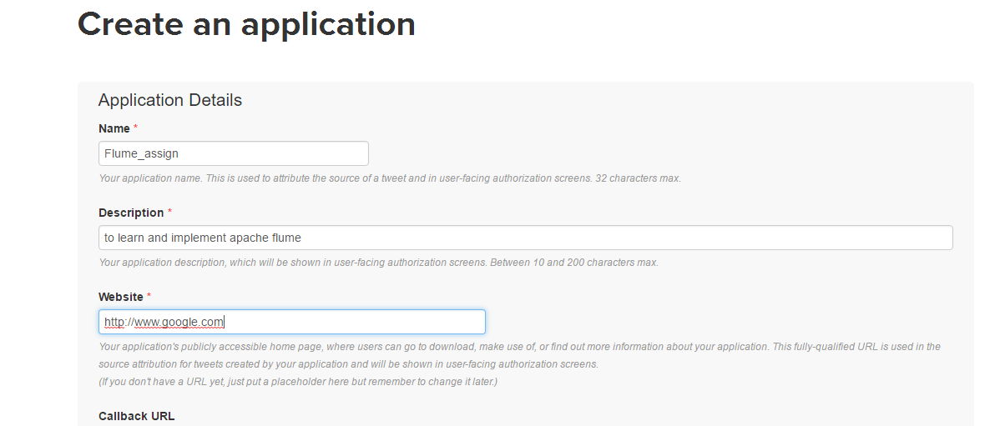 Create an application
Application Details
Name *
Flume_assign
Your application name. This is used to attribute the source of a tweet and in user-facing authorization screens. 32 characters max.
Description *
to learn and implement apache flume
Your application description, which will be shown in user-facing authorization screens. Between 10 and 200 characters max.
Website *
http://www.google.com
Your application's publicly accessible home page, where users can go to download, make use of, or find out more information about your application. This fully-qualified URL is used in the
source attribution for tweets created by your application and will be shown in user-facing authorization screens.
(If you don't have a URL yet, just put a placeholder here but remember to change it later.)
Callback URL